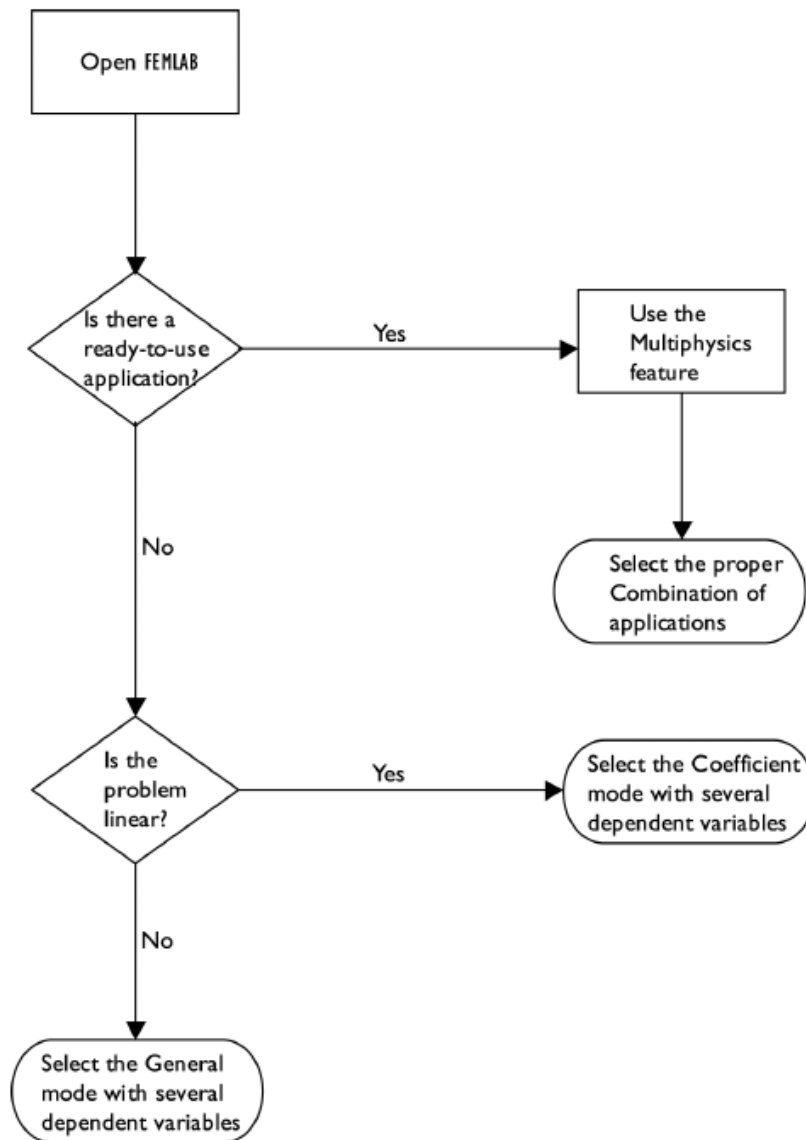 Open FEMLAB
Is there a
ready-to-use
application?
Yes
Use the
Multiphysics
feature
No
Select the proper
Combination of
applications
Is the
problem
linear?
Yes
Select the Coefficient
mode with several
dependent variables
No
Select the General
mode with several
dependent variables